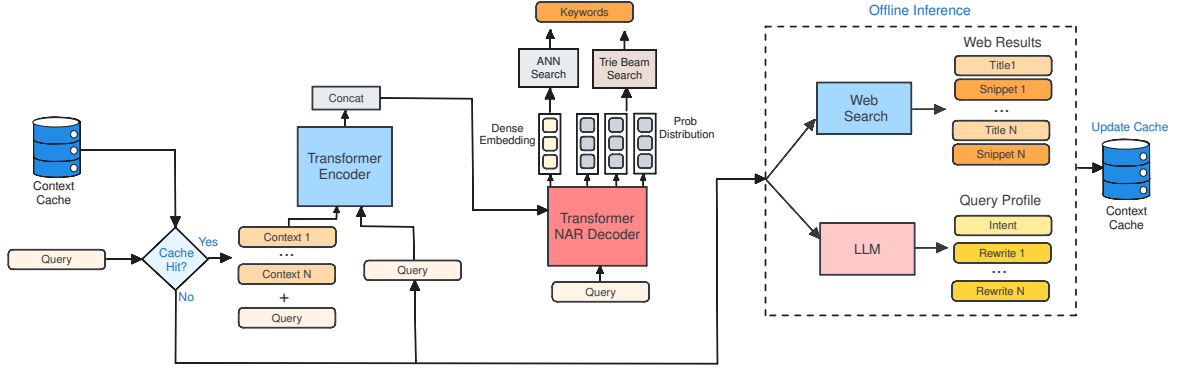 Context
Cache
Query
Cache
Hit?
Yes
No
Context 1
...
Context N
+
Query
Concat
Transformer
Encoder
Query
Keywords
ANN
Search
Trie Beam
Search
Dense
Embedding
Prob
Distribution
Transformer
NAR Decoder
Query
Offline Inference
Web
Search
Web Results
Title1
Snippet 1
...
Title N
Snippet N
LLM
Query Profile
Intent
Rewrite 1
...
Rewrite N
Update Cache
Context
Cache